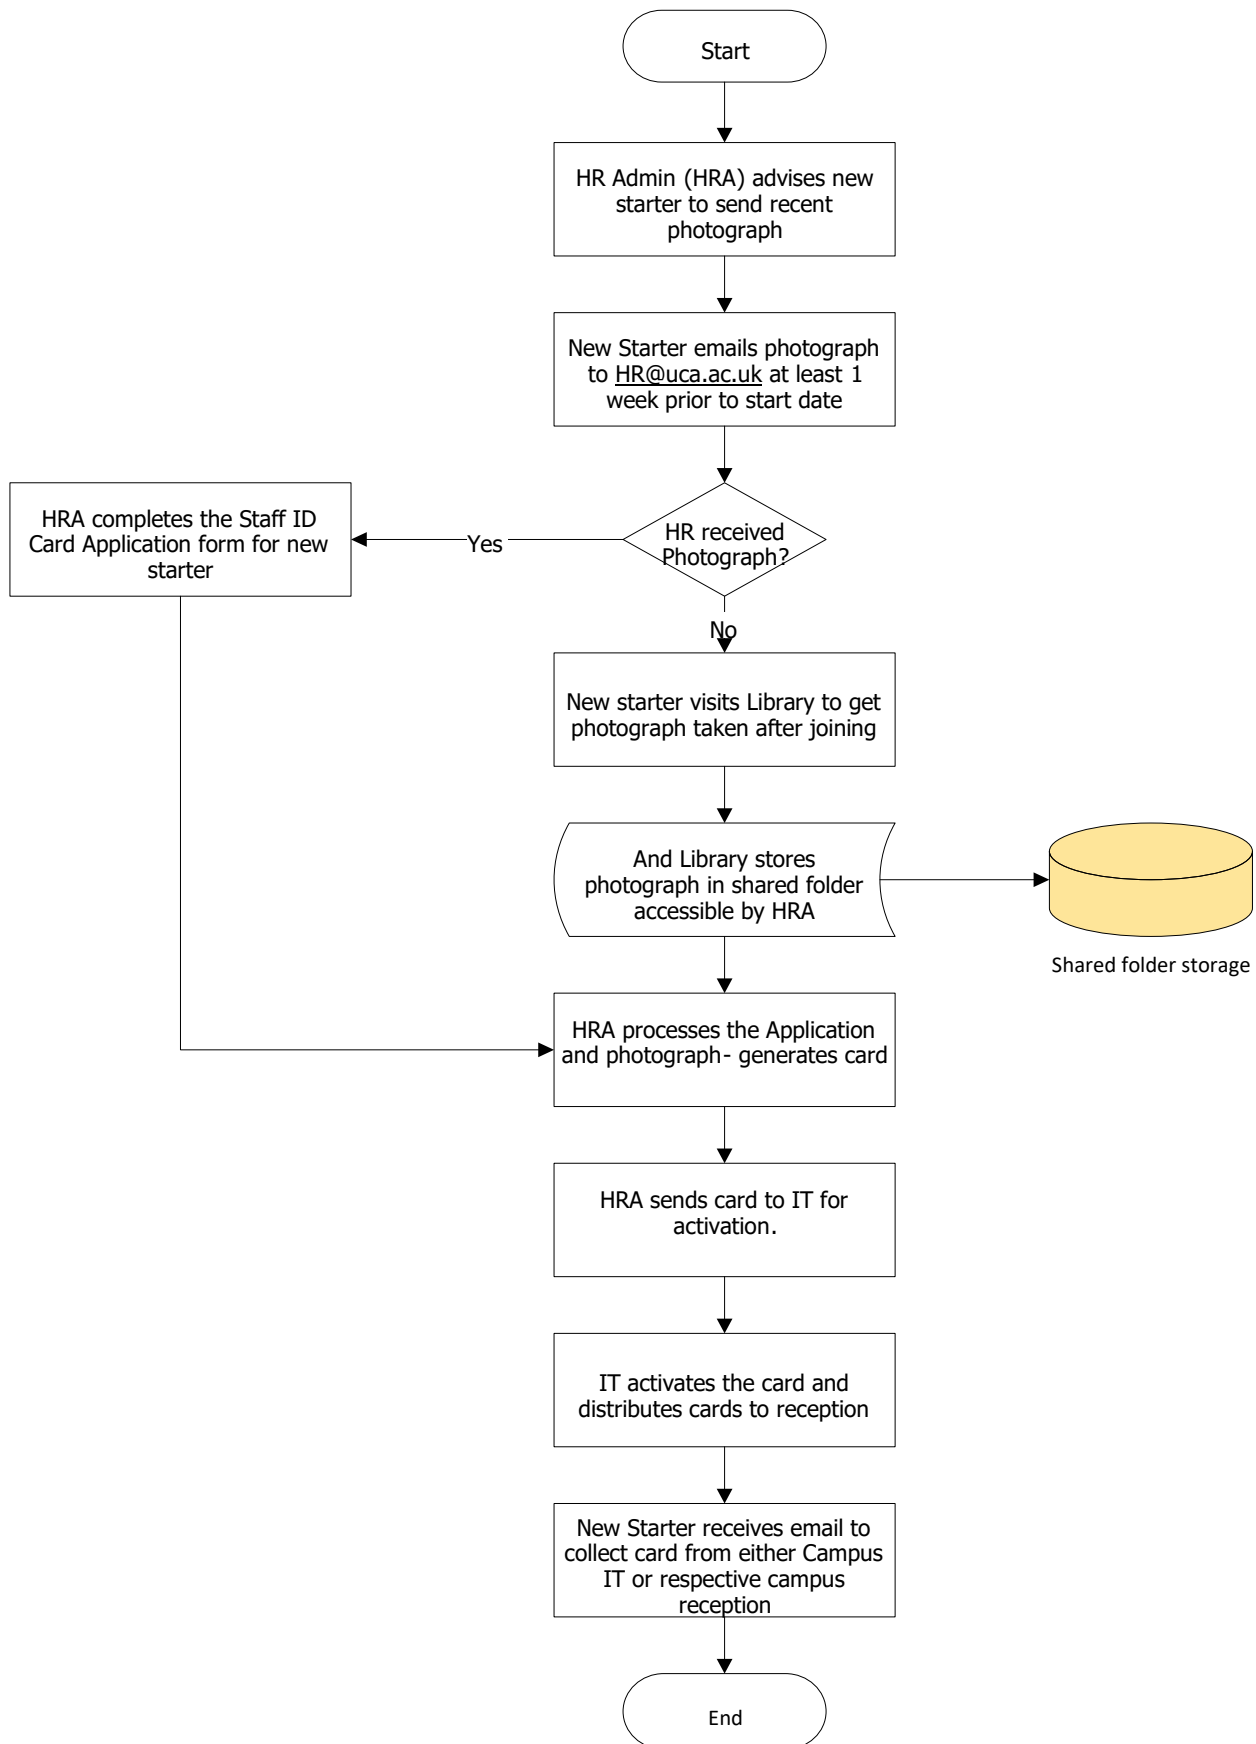 Start
HR Admin (HRA) advises new
starter to send recent
photograph
New Starter emails photograph
to HR@uca.ac.uk at least 1
week prior to start date
HR received
Photograph?
Yes
HRA completes the Staff ID
Card Application form for new
starter
No
New starter visits Library to get
photograph taken after joining
And Library stores
photograph in shared folder
accessible by HRA
Shared folder storage
HRA processes the Application
and photograph- generates card
HRA sends card to IT for
activation.
IT activates the card and
distributes cards to reception
New Starter receives email to
collect card from either Campus
IT or respective campus
reception
End